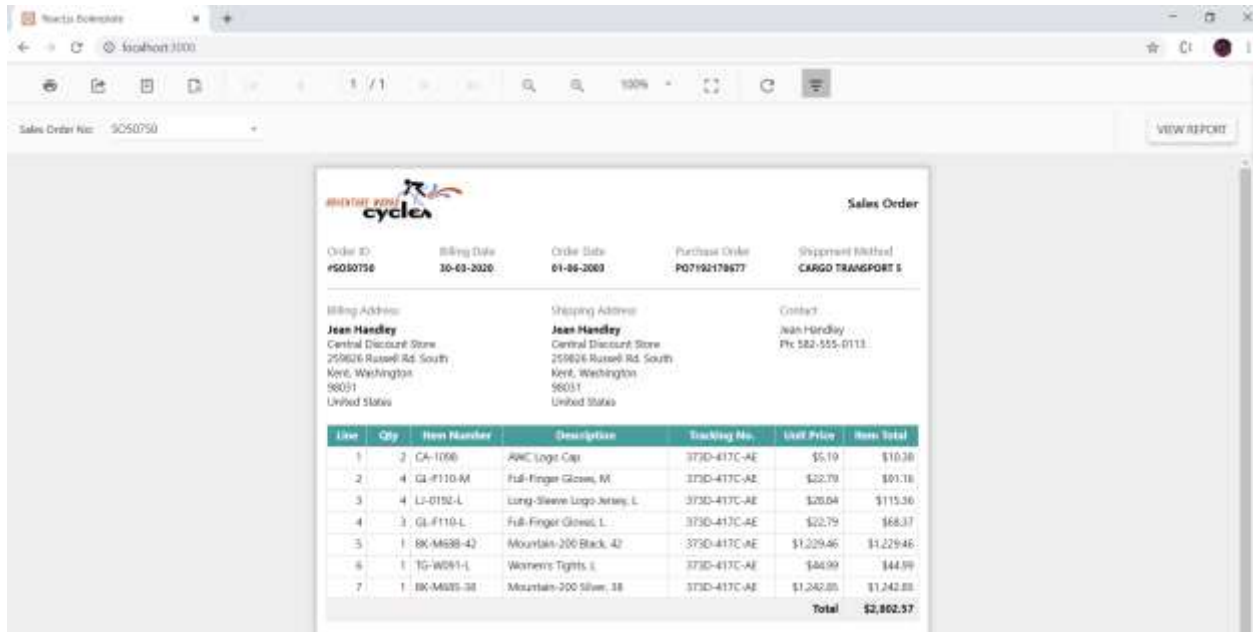 Reactjs Boilerplate
localhost:3000
1 / 1
100%
Sales Order No: SO50750
VIEW REPORT
ADVENTURE WORKS
cycles
Sales Order
Order ID Billing Date Order Date Purchase Order Shippment Method
#SO50750 30-03-2020 01-06-2003 PO7192170677 CARGO TRANSPORT 5
Billing Address Shipping Address Contact
Jean Handley Jean Handley Jean Handley
Central Discount Store Central Discount Store Ph: 582-555-0113
259826 Russell Rd. South 259826 Russell Rd. South
Kent, Washington Kent, Washington
98031 98031
United States United States
Line Qty Item Number Description Tracking No. Unit Price Item Total
1 2 CA-1098 AWC Logo Cap 373D-417C-AE $5.19 $10.38
2 4 GL-F110-M Full-Finger Gloves, M 373D-417C-AE $22.79 $91.16
3 4 LJ-0192-L Long-Sleeve Logo Jersey, L 373D-417C-AE $28.84 $115.36
4 3 GL-F110-L Full-Finger Gloves, L 373D-417C-AE $22.79 $68.37
5 1 BK-M68B-42 Mountain-200 Black, 42 373D-417C-AE $1,229.46 $1,229.46
6 1 TG-W091-L Women's Tights, L 373D-417C-AE $44.99 $44.99
7 1 BK-M68S-38 Mountain-200 Silver, 38 373D-417C-AE $1,242.85 $1,242.85
Total $2,802.57